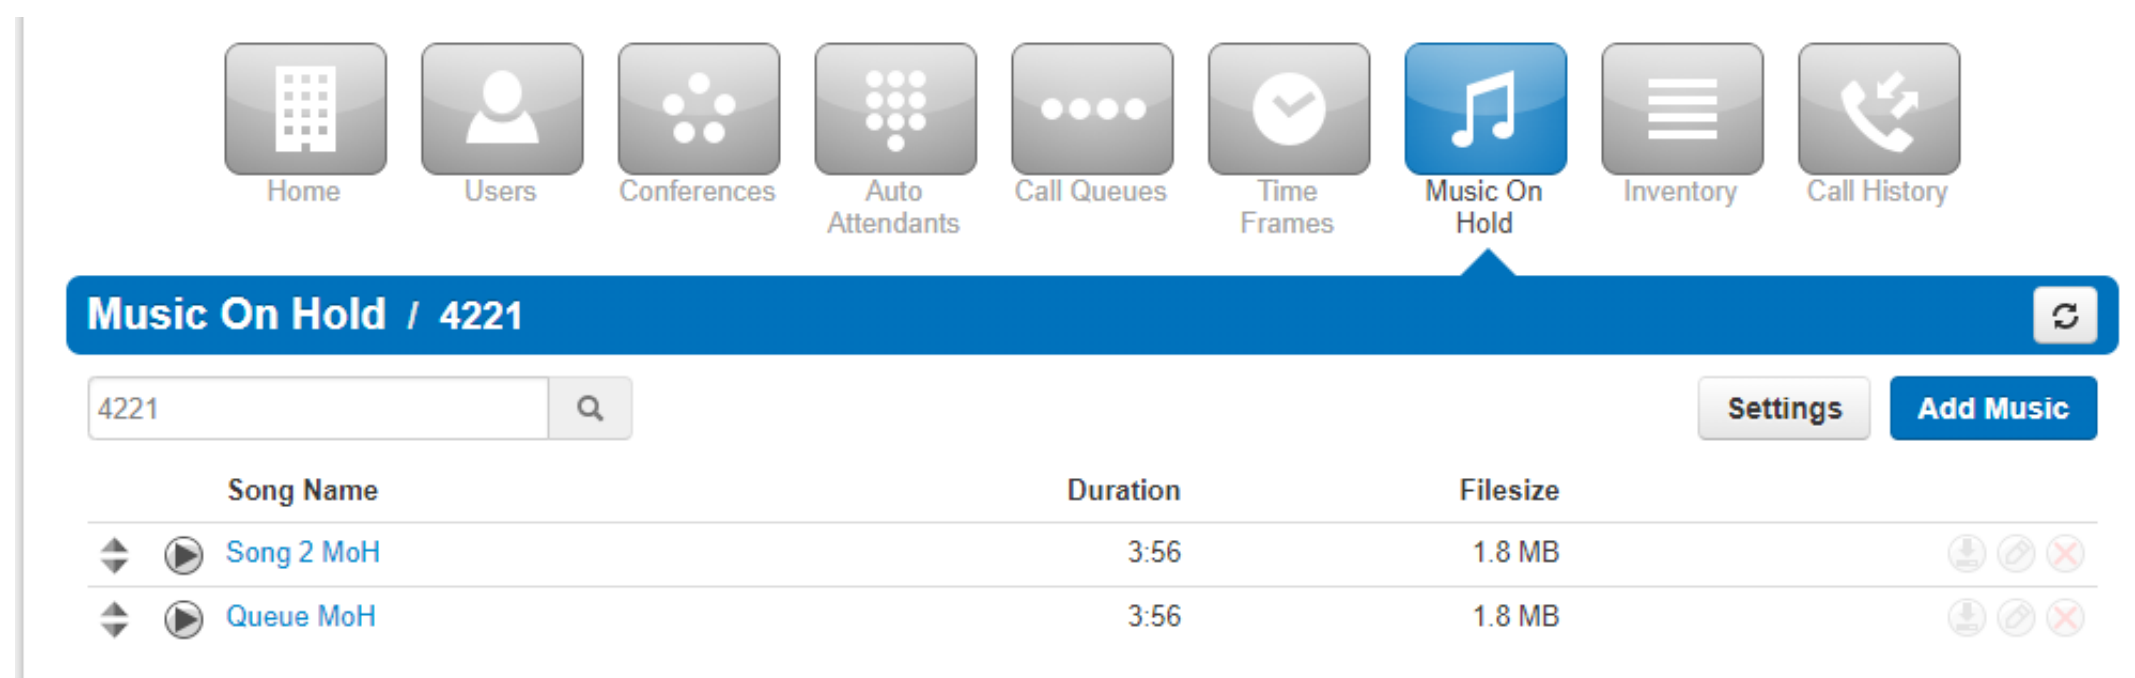 Home Users Conferences Auto Attendants Call Queues Time Frames Music On Hold Inventory Call History
Music On Hold / 4221
4221 Settings Add Music
Song Name Duration Filesize
Song 2 MoH 3:56 1.8 MB
Queue MoH 3:56 1.8 MB